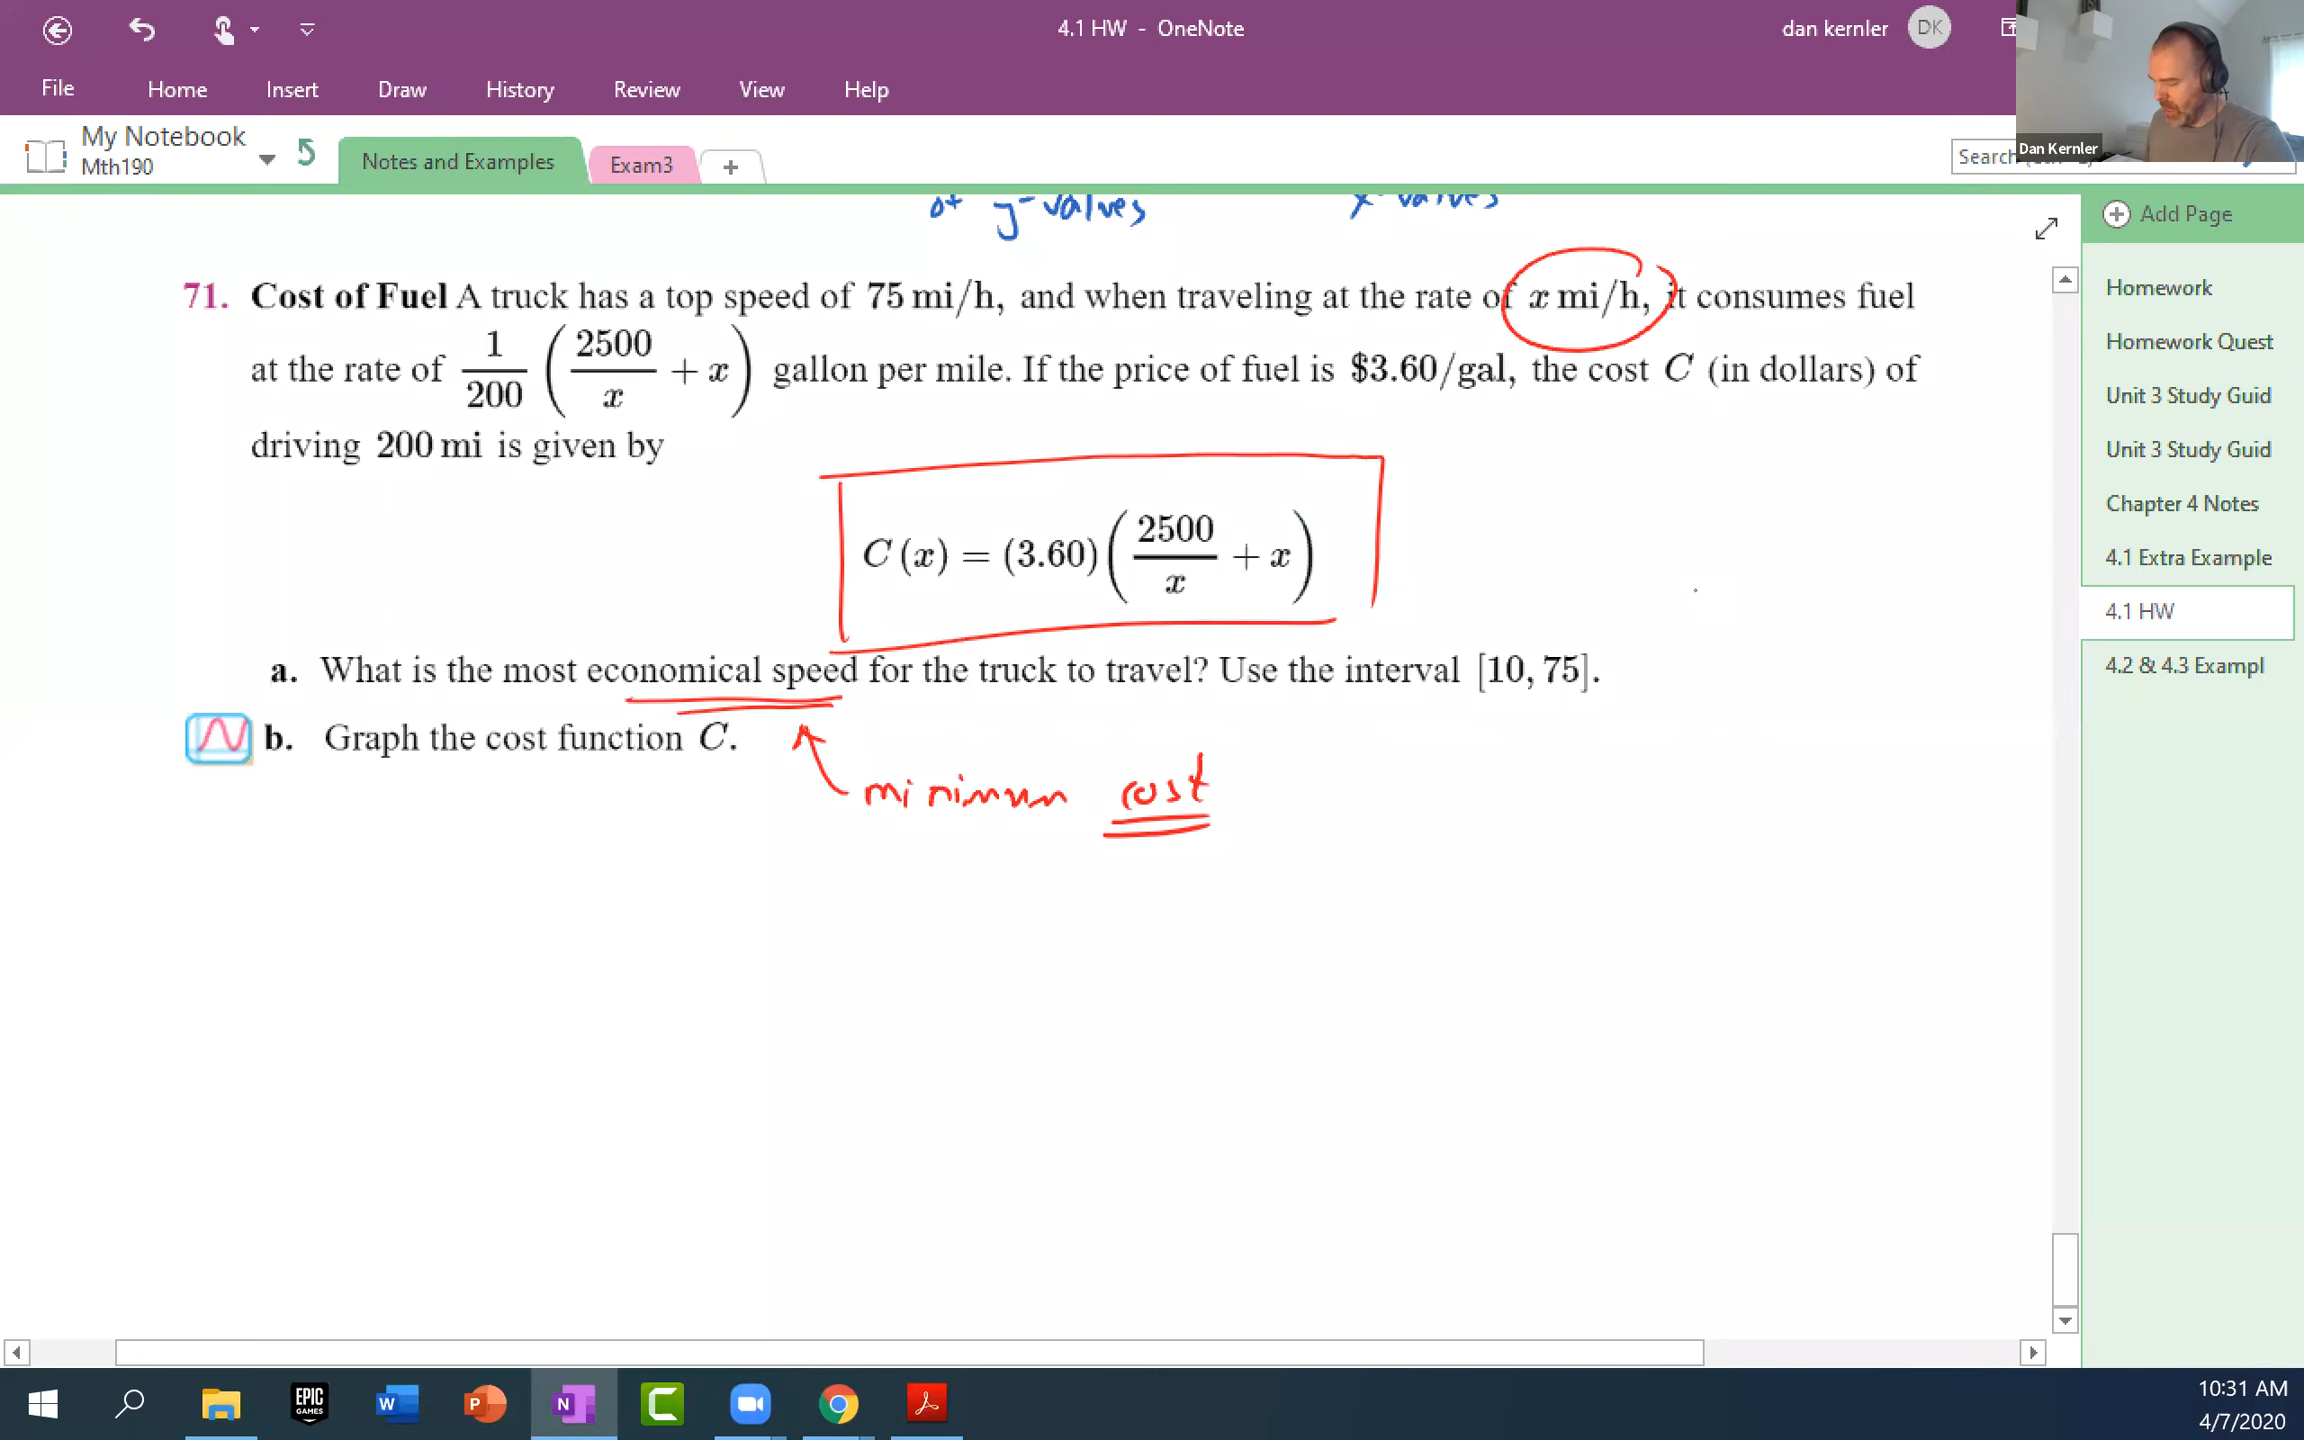 4.1 HW - OneNote
dan kernler DK
File Home Insert Draw History Review View Help
My Notebook
Mth190
Notes and Examples
Exam3
+
Search
Dan Kernler
of y-values x-values
Add Page
71. Cost of Fuel A truck has a top speed of 75 mi/h, and when traveling at the rate of x mi/h, it consumes fuel
at the rate of 1/200 (2500/x + x) gallon per mile. If the price of fuel is $3.60/gal, the cost C (in dollars) of
driving 200 mi is given by
C(x) = (3.60)(2500/x + x)
a. What is the most economical speed for the truck to travel? Use the interval [10, 75].
b. Graph the cost function C.
minimum cost
Homework
Homework Quest
Unit 3 Study Guid
Unit 3 Study Guid
Chapter 4 Notes
4.1 Extra Example
4.1 HW
4.2 & 4.3 Exampl
EPIC GAMES
10:31 AM
4/7/2020